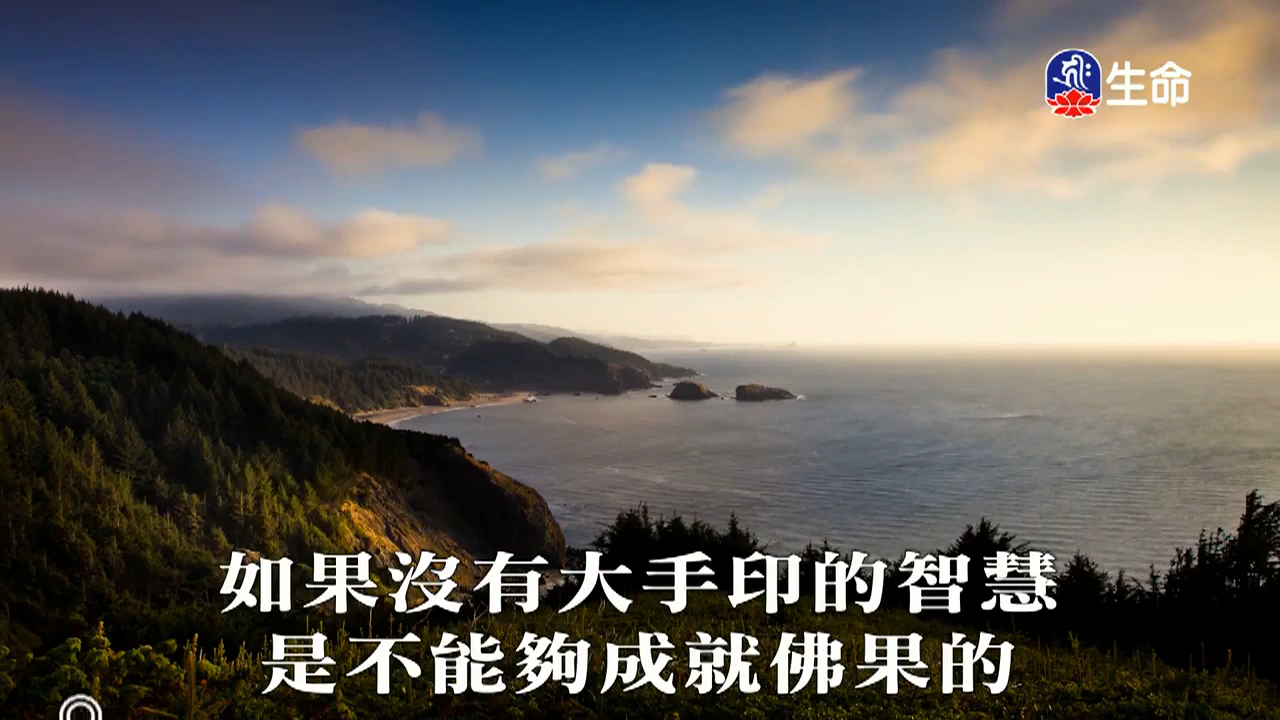 生命
如果沒有大手印的智慧
是不能夠成就佛果的